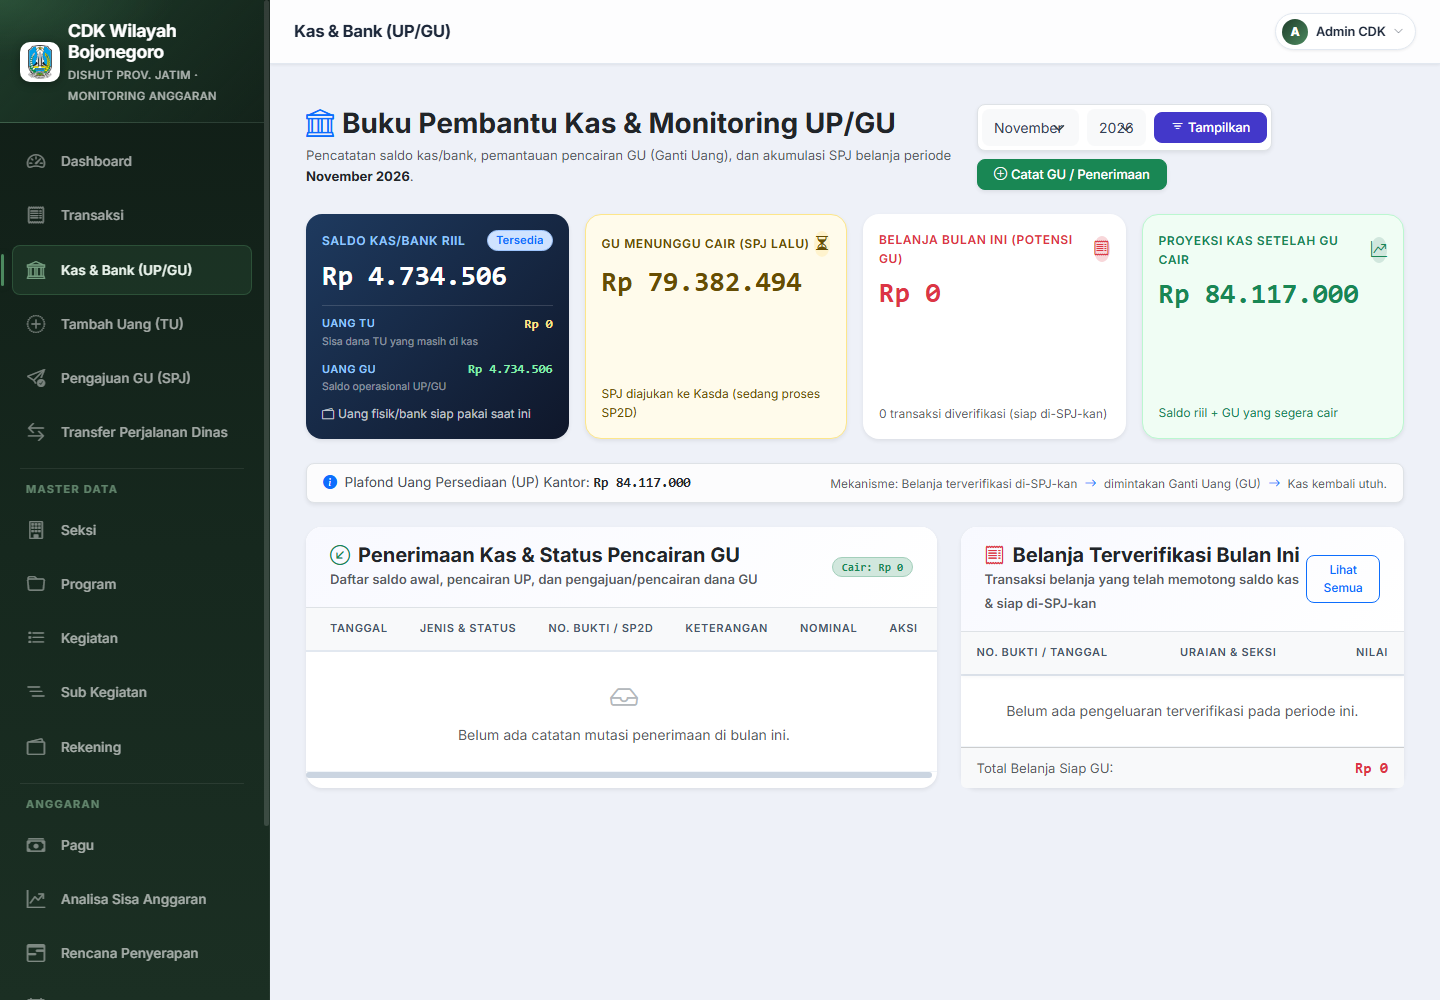 CDK Wilayah
Bojonegoro
DISHUT PROV. JATIM ·
MONITORING ANGGARAN
Dashboard
Transaksi
Kas & Bank (UP/GU)
Tambah Uang (TU)
Pengajuan GU (SPJ)
Transfer Perjalanan Dinas
MASTER DATA
Seksi
Program
Kegiatan
Sub Kegiatan
Rekening
ANGGARAN
Pagu
Analisa Sisa Anggaran
Rencana Penyerapan
Kas & Bank (UP/GU)
A Admin CDK
Buku Pembantu Kas & Monitoring UP/GU
Pencatatan saldo kas/bank, pemantauan pencairan GU (Ganti Uang), dan akumulasi SPJ belanja periode
November 2026.
November 2026 Tampilkan
Catat GU / Penerimaan
SALDO KAS/BANK RIIL Tersedia
Rp 4.734.506
UANG TU Rp 0
Sisa dana TU yang masih di kas
UANG GU Rp 4.734.506
Saldo operasional UP/GU
Uang fisik/bank siap pakai saat ini
GU MENUNGGU CAIR (SPJ LALU)
Rp 79.382.494
SPJ diajukan ke Kasda (sedang proses
SP2D)
BELANJA BULAN INI (POTENSI
GU)
Rp 0
0 transaksi diverifikasi (siap di-SPJ-kan)
PROYEKSI KAS SETELAH GU
CAIR
Rp 84.117.000
Saldo riil + GU yang segera cair
Plafond Uang Persediaan (UP) Kantor: Rp 84.117.000
Mekanisme: Belanja terverifikasi di-SPJ-kan → dimintakan Ganti Uang (GU) → Kas kembali utuh.
Penerimaan Kas & Status Pencairan GU
Daftar saldo awal, pencairan UP, dan pengajuan/pencairan dana GU
Cair: Rp 0
TANGGAL JENIS & STATUS NO. BUKTI / SP2D KETERANGAN NOMINAL AKSI
Belum ada catatan mutasi penerimaan di bulan ini.
Belanja Terverifikasi Bulan Ini
Transaksi belanja yang telah memotong saldo kas
& siap di-SPJ-kan
Lihat
Semua
NO. BUKTI / TANGGAL URAIAN & SEKSI NILAI
Belum ada pengeluaran terverifikasi pada periode ini.
Total Belanja Siap GU: Rp 0